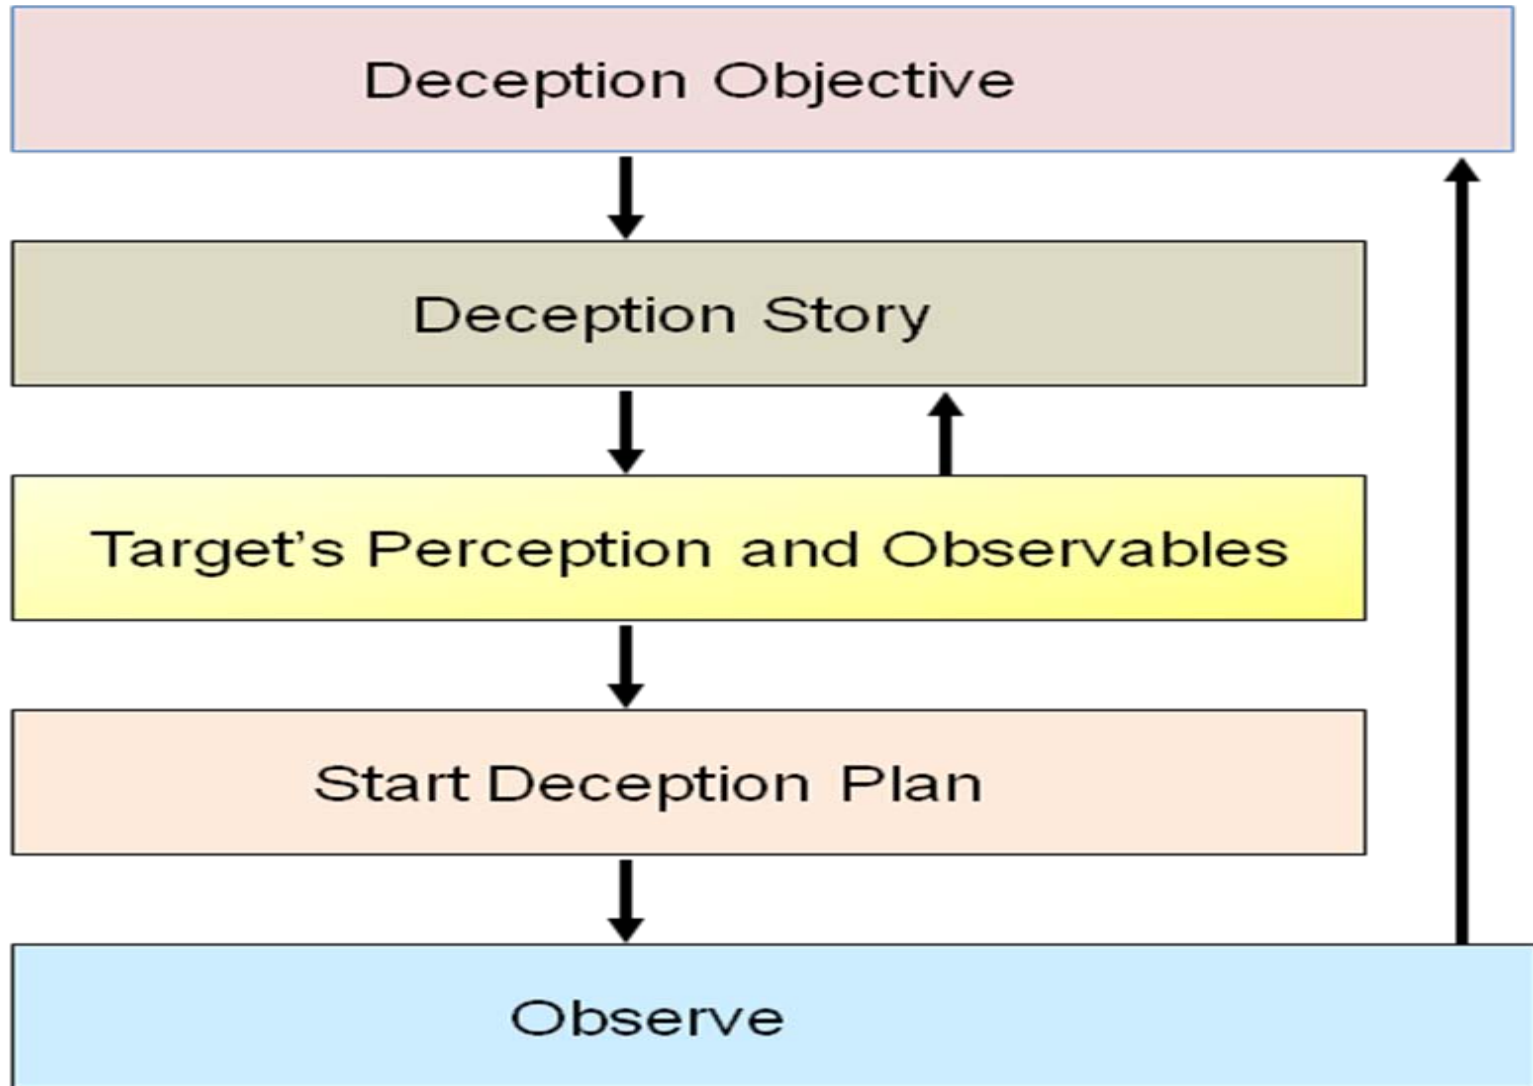 Deception Objective
Deception Story
Target’s Perception and Observables
Start Deception Plan
Observe